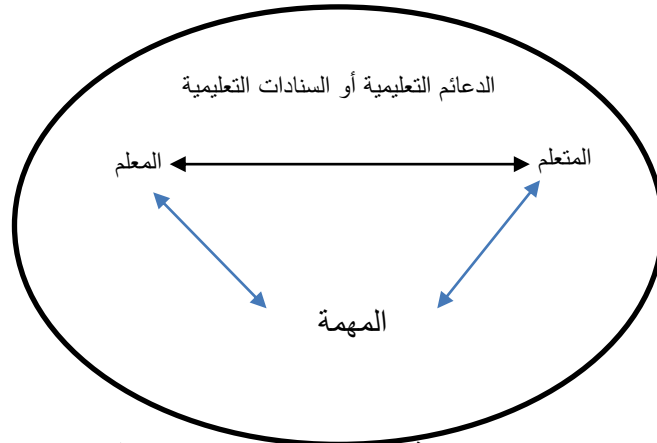 الدعائم التعليمية أو السنادات التعليمية
المتعلم
المعلم
المهمة